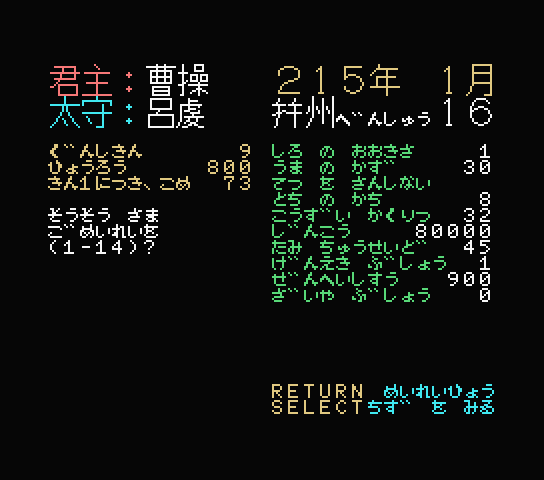 君主：曹操
太守：呂虔
215年 1月
并州へいしゅう 16
ぐんしきん 9
ひょうろう 800
きん1につき、こめ 73
そうそう さま
ごめいれいを
(1-14)?
しろ の おおきさ 1
うま の かず 30
てつ を さんしない
とち の かち 8
こうずい かくりつ 32
じんこう 80000
たみ ちゅうせいど 45
げんえき ぶしょう 1
ぜんへいしすう 900
ざいや ぶしょう 0
RETURN めいれいひょう
SELECT ちず を みる